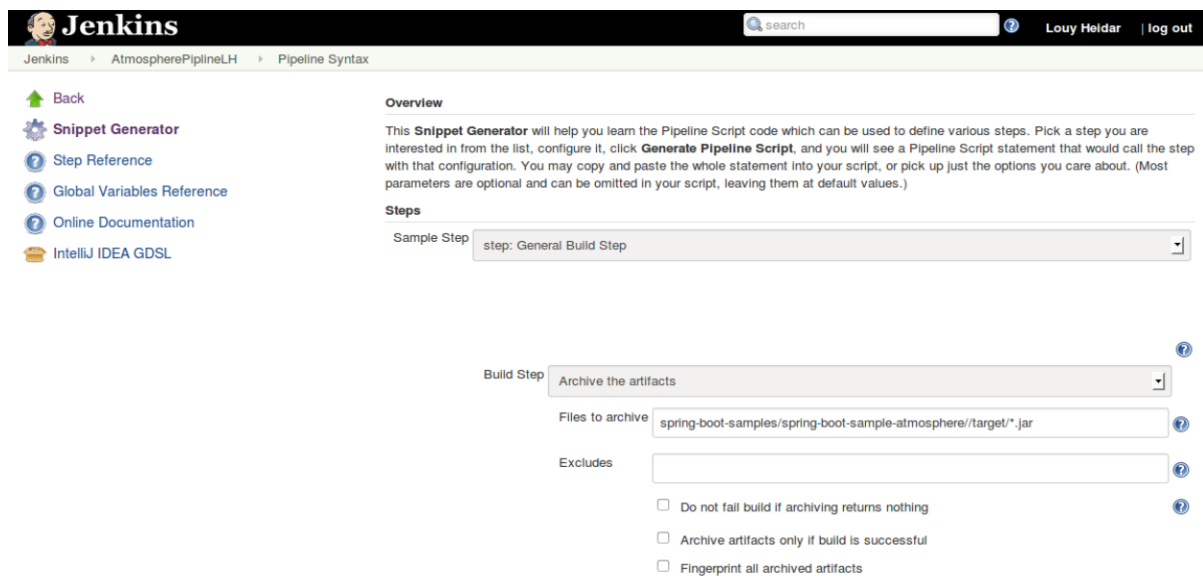 Jenkins
search
Louy Heidar | log out
Jenkins AtmospherePiplineLH Pipeline Syntax
Back
Snippet Generator
Step Reference
Global Variables Reference
Online Documentation
IntelliJ IDEA GDSL
Overview
This Snippet Generator will help you learn the Pipeline Script code which can be used to define various steps. Pick a step you are
interested in from the list, configure it, click Generate Pipeline Script, and you will see a Pipeline Script statement that would call the step
with that configuration. You may copy and paste the whole statement into your script, or pick up just the options you care about. (Most
parameters are optional and can be omitted in your script, leaving them at default values.)
Steps
Sample Step step: General Build Step
Build Step Archive the artifacts
Files to archive spring-boot-samples/spring-boot-sample-atmosphere//target/*.jar
Excludes
Do not fail build if archiving returns nothing
Archive artifacts only if build is successful
Fingerprint all archived artifacts